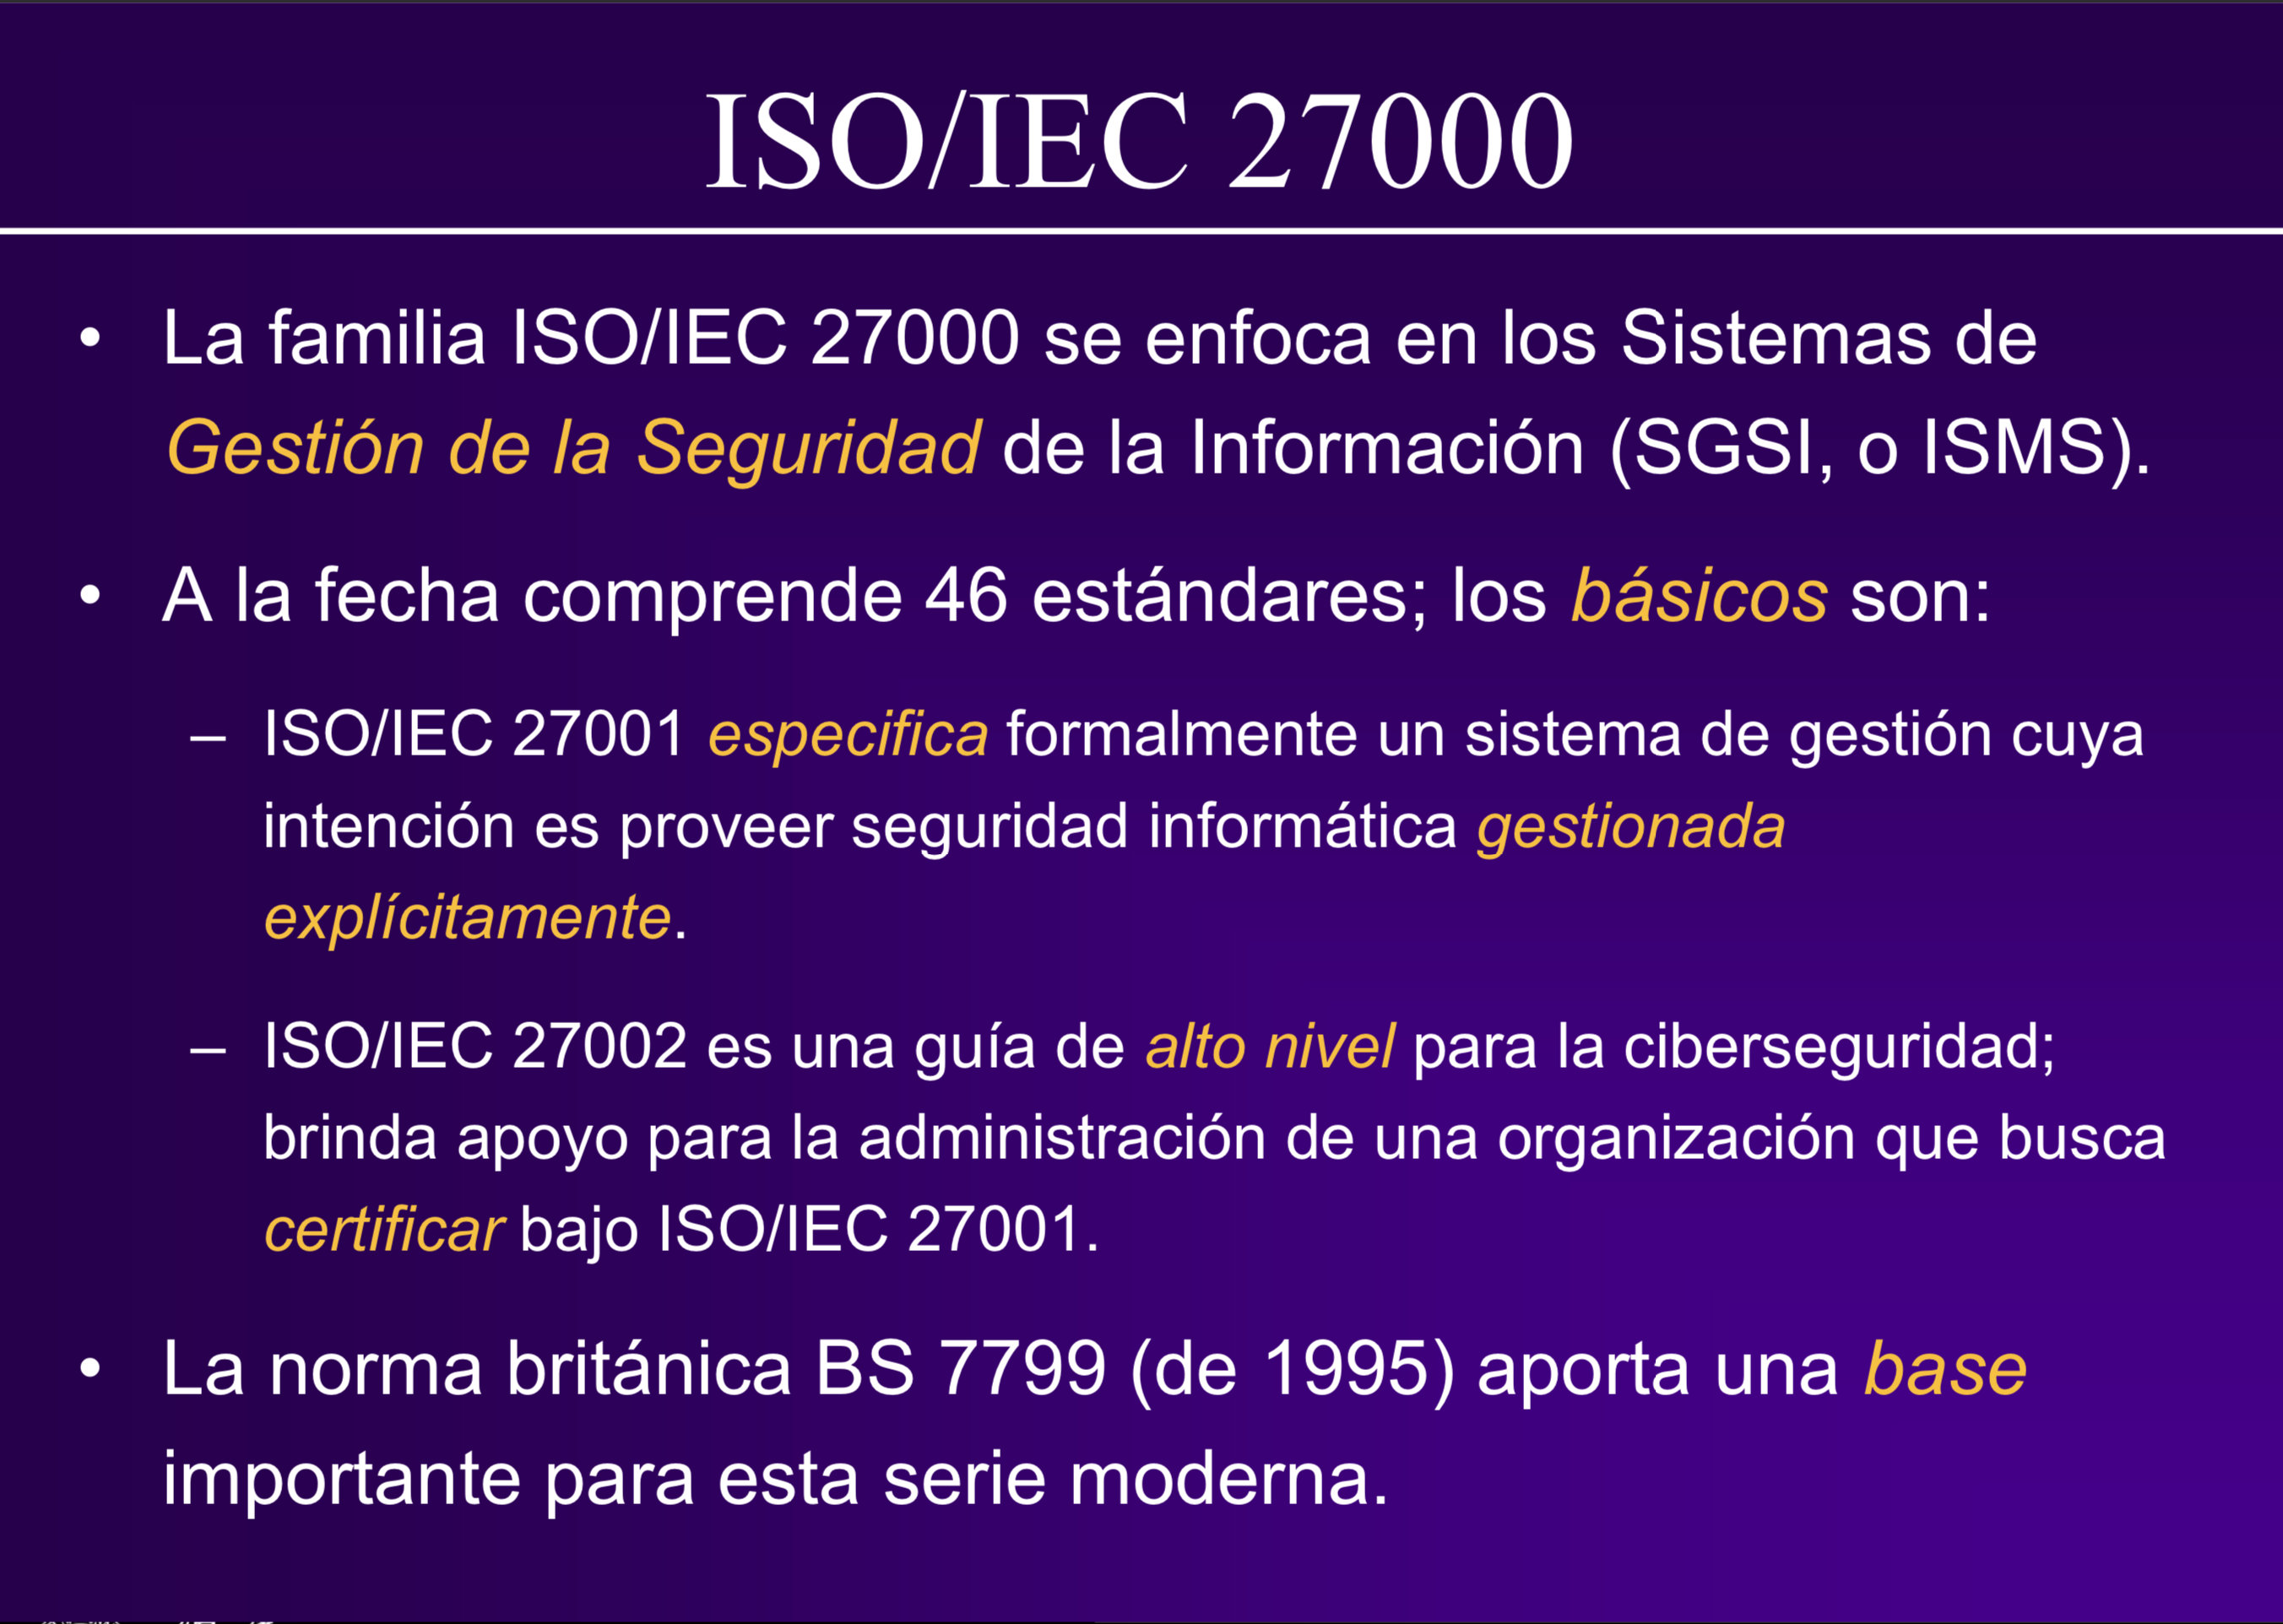 ISO/IEC 27000
• La familia ISO/IEC 27000 se enfoca en los Sistemas de
Gestión de la Seguridad de la Información (SGSI, o ISMS).
• A la fecha comprende 46 estándares; los básicos son:
– ISO/IEC 27001 especifica formalmente un sistema de gestión cuya
intención es proveer seguridad informática gestionada
explícitamente.
– ISO/IEC 27002 es una guía de alto nivel para la ciberseguridad;
brinda apoyo para la administración de una organización que busca
certificar bajo ISO/IEC 27001.
• La norma británica BS 7799 (de 1995) aporta una base
importante para esta serie moderna.